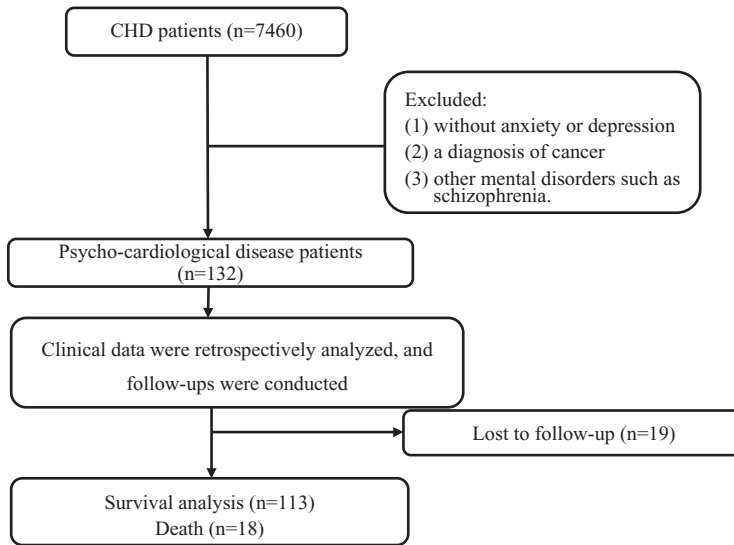 CHD patients (n=7460)
Excluded:
(1) without anxiety or depression
(2) a diagnosis of cancer
(3) other mental disorders such as
schizophrenia.
Psycho-cardiological disease patients
(n=132)
Clinical data were retrospectively analyzed, and
follow-ups were conducted
Lost to follow-up (n=19)
Survival analysis (n=113)
Death (n=18)